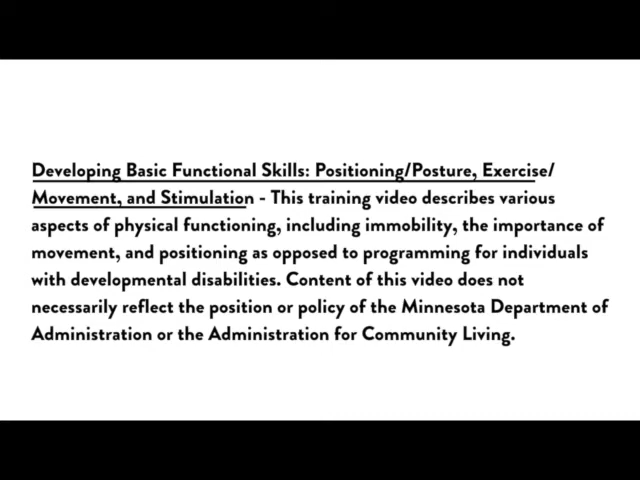 Developing Basic Functional Skills: Positioning/Posture, Exercise/
Movement, and Stimulation - This training video describes various
aspects of physical functioning, including immobility, the importance of
movement, and positioning as opposed to programming for individuals
with developmental disabilities. Content of this video does not
necessarily reflect the position or policy of the Minnesota Department of
Administration or the Administration for Community Living.